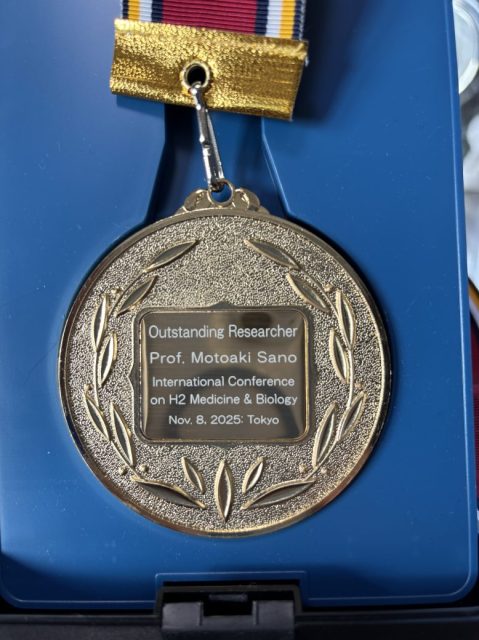 Outstanding Researcher
Prof. Motoaki Sano
International Conference
on H2 Medicine & Biology
Nov. 8, 2025: Tokyo